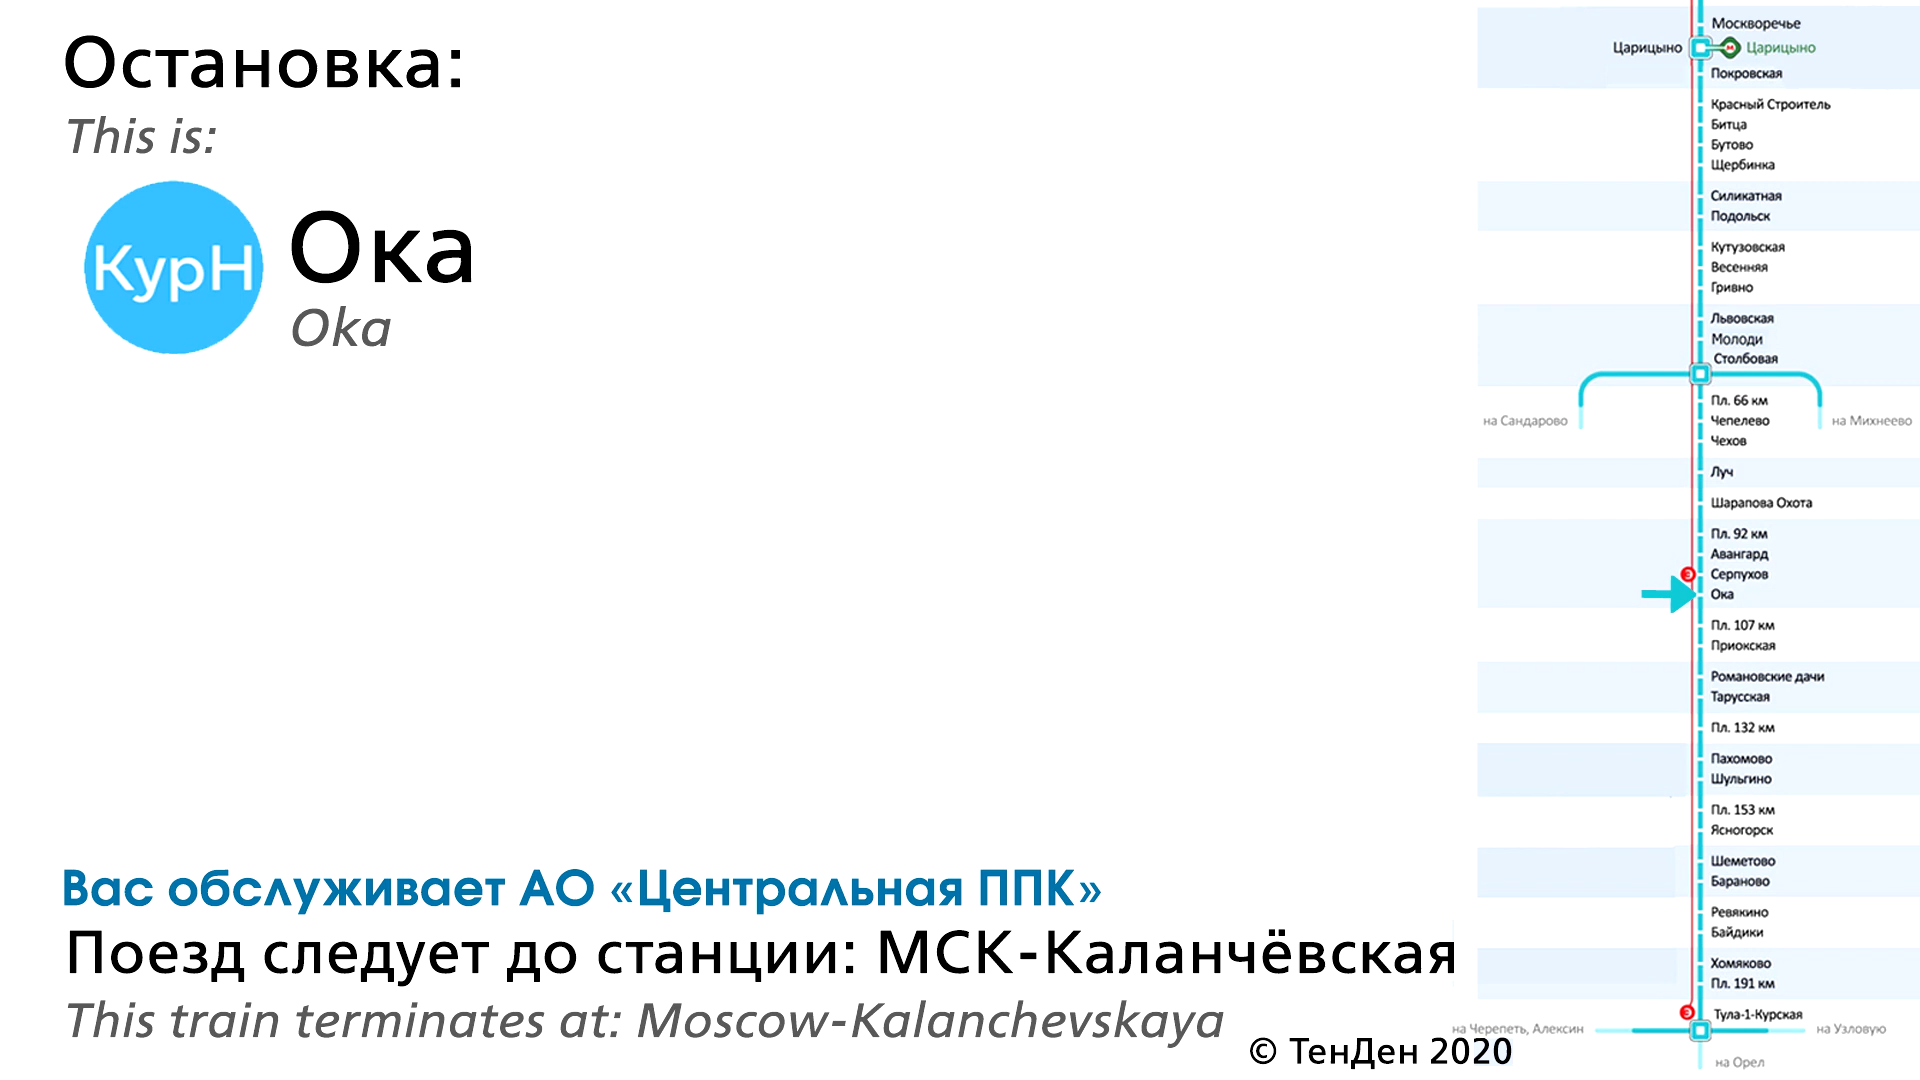 Остановка:
This is:
КурН
Ока
Oka
Вас обслуживает АО «Центральная ППК»
Поезд следует до станции: МСК-Каланчёвская
This train terminates at: Moscow-Kalanchevskaya
© ТенДен 2020
Москворечье
Царицыно М Царицыно
Покровская
Красный Строитель
Битца
Бутово
Щербинка
Силикатная
Подольск
Кутузовская
Весенняя
Гривно
Львовская
Молоди
Столбовая
Пл. 66 км
на Сандарово Чепелево на Михнеево
Чехов
Луч
Шарапова Охота
Пл. 92 км
Авангард
Э Серпухов
Ока
Пл. 107 км
Приокская
Романовские дачи
Тарусская
Пл. 132 км
Пахомово
Шульгино
Пл. 153 км
Ясногорск
Шеметово
Бараново
Ревякино
Байдики
Хомяково
Пл. 191 км
Э Тула-1-Курская
на Черепеть, Алексин на Узловую
на Орел